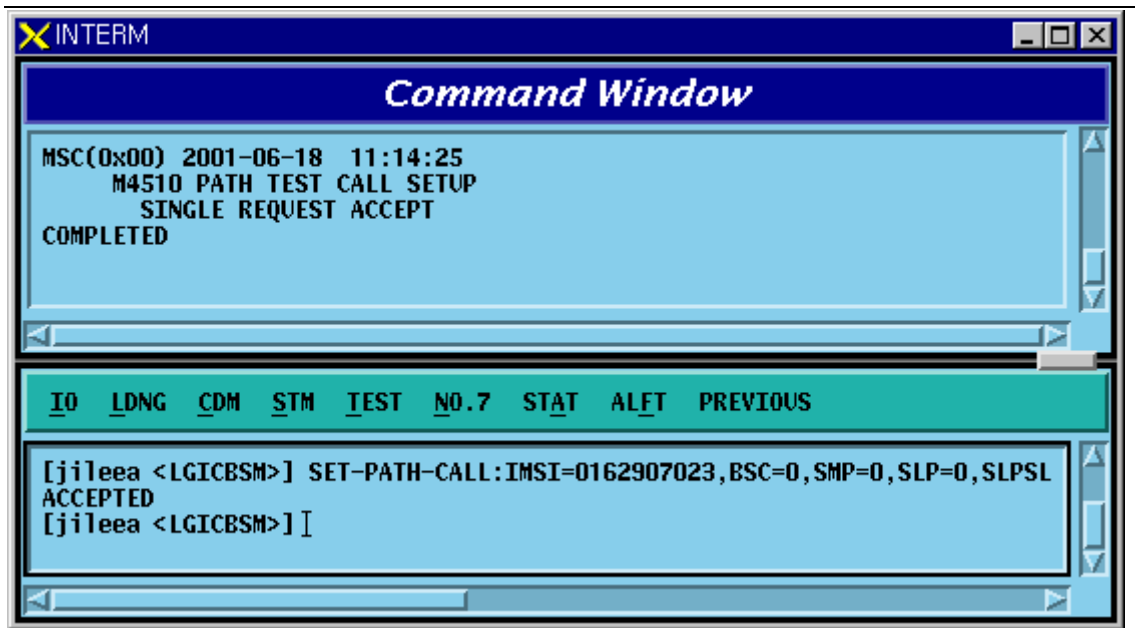 INTERM
Command Window
MSC(0x00) 2001-06-18 11:14:25
M4510 PATH TEST CALL SETUP
SINGLE REQUEST ACCEPT
COMPLETED
IO LDNG CDM STM TEST NO.7 STAT ALFT PREVIOUS
[jileea <LGICBSM>] SET-PATH-CALL:IMSI=0162907023,BSC=0,SMP=0,SLP=0,SLPSL
ACCEPTED
[jileea <LGICBSM>]